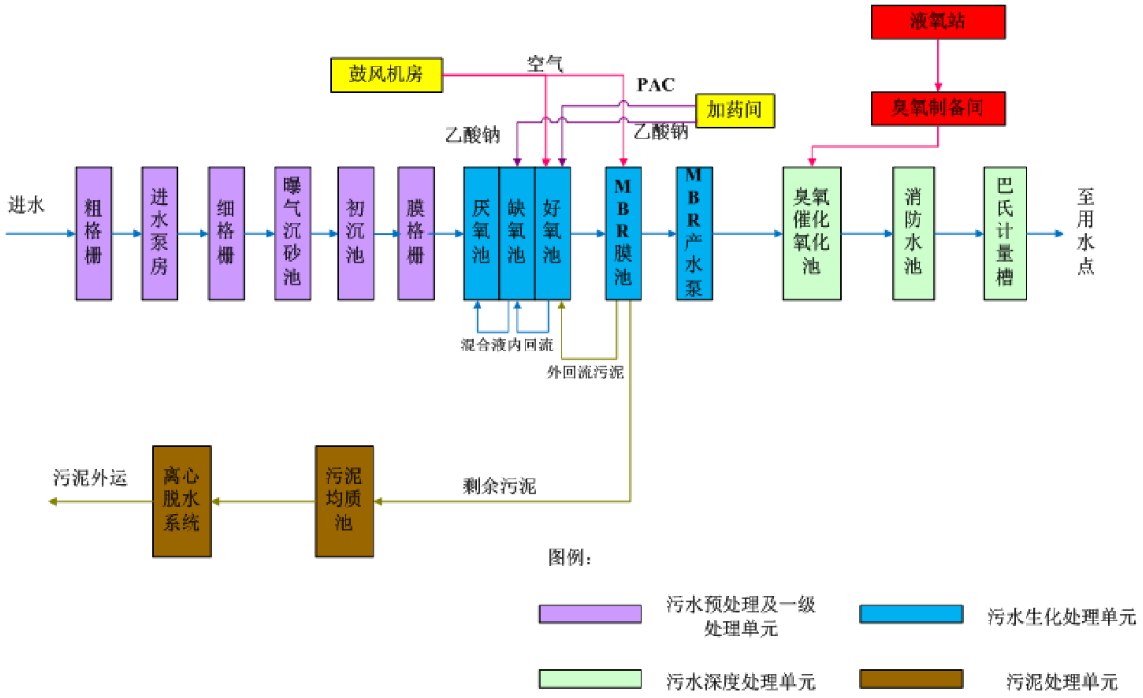 液氧站
空气
鼓风机房
PAC
加药间
臭氧制备间
乙酸钠
乙酸钠
进水
粗格栅
进水泵房
细格栅
曝气沉砂池
初沉池
膜格栅
厌氧池
缺氧池
好氧池
MBR膜池
MBR产水泵
臭氧
催化
氧化
池
消防水池
巴氏计量槽
至用水点
混合液内回流
外回流污泥
污泥外运
离心
脱水
系统
污泥
均质
池
剩余污泥
图例：
污水预处理及一级
处理单元
污水生化处理单元
污水深度处理单元
污泥处理单元